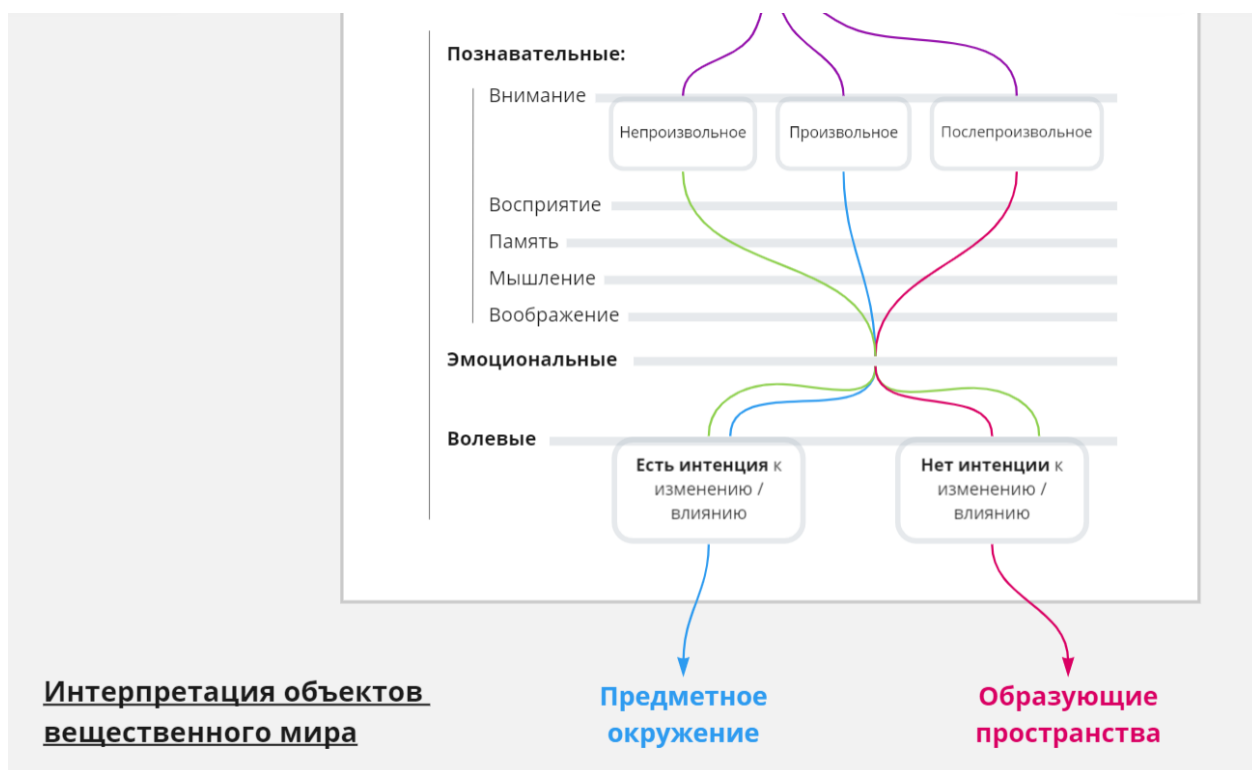 Познавательные:
Внимание
Непроизвольное
Произвольное
Послепроизвольное
Восприятие
Память
Мышление
Воображение
Эмоциональные
Волевые
Есть интенция к
изменению /
влиянию
Нет интенции к
изменению /
влиянию
Интерпретация объектов
вещественного мира
Предметное
окружение
Образующие
пространства